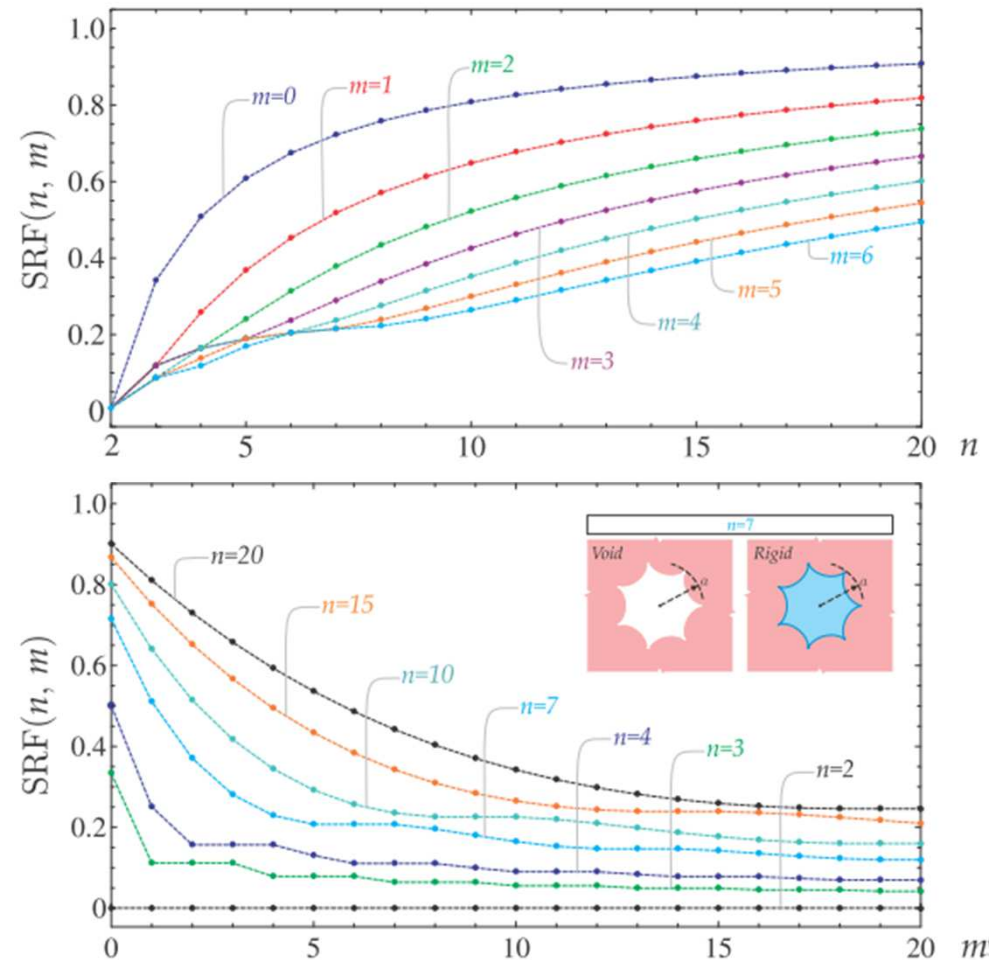 SRF(n, m)
1.0
0.8
0.6
0.4
0.2
0
m=0
m=1
m=2
m=3
m=4
m=5
m=6
2 5 10 15 20 n
SRF(n, m)
1.0
0.8
0.6
0.4
0.2
0
n=20
n=15
n=10
n=7
n=4
n=3
n=2
n=7
Void
a
Rigid
a
0 5 10 15 20 m